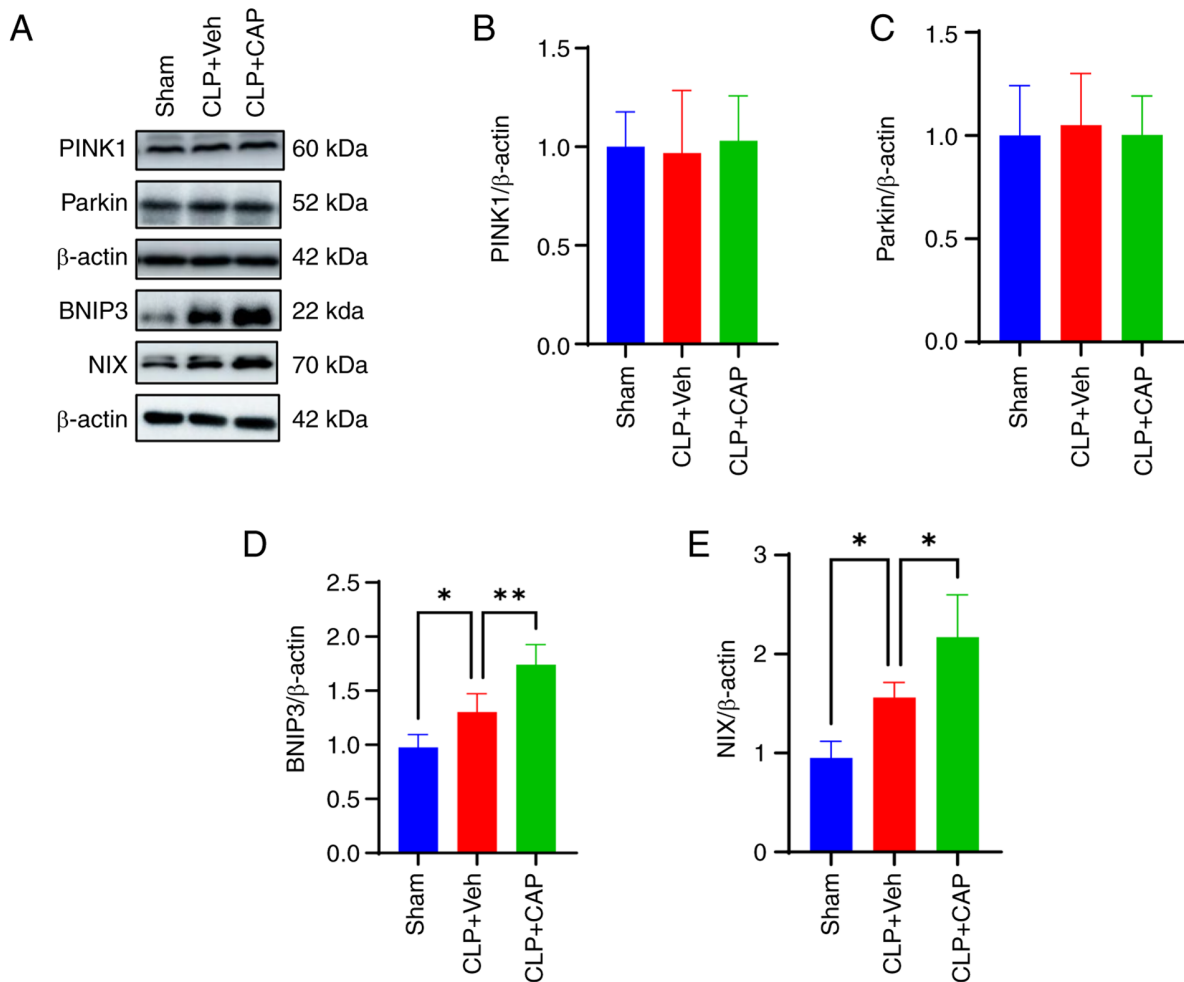 A
Sham
CLP+Veh
CLP+CAP
PINK1
60 kDa
Parkin
52 kDa
β-actin
42 kDa
BNIP3
22 kda
NIX
70 kDa
β-actin
42 kDa
B
PINK1/β-actin
1.5
1.0
0.5
0.0
Sham
CLP+Veh
CLP+CAP
C
Parkin/β-actin
1.5
1.0
0.5
0.0
Sham
CLP+Veh
CLP+CAP
D
BNIP3/β-actin
2.5
2.0
1.5
1.0
0.5
0.0
* **
Sham
CLP+Veh
CLP+CAP
E
NIX/β-actin
3
2
1
0
* *
Sham
CLP+Veh
CLP+CAP